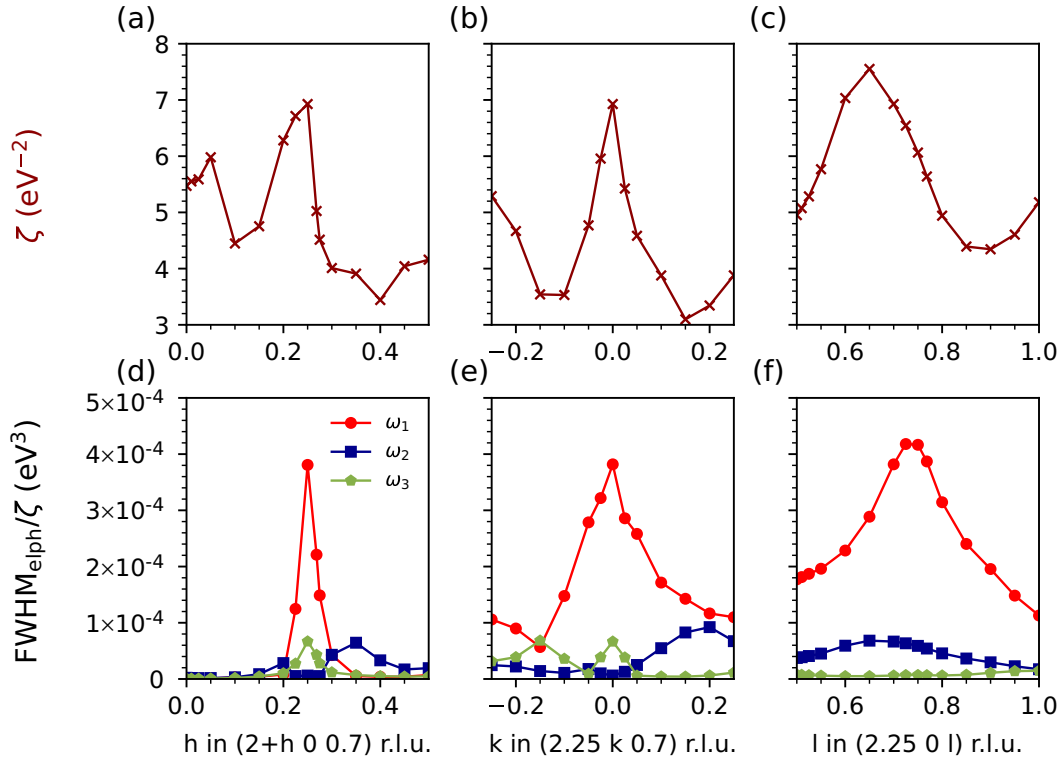 (a)
(b)
(c)
ζ (eV⁻²)
8
7
6
5
4
3
0.0
0.2
0.4
−0.2
0.0
0.2
0.6
0.8
1.0
(d)
(e)
(f)
FWHM_elph/ζ (eV³)
5×10⁻⁴
4×10⁻⁴
3×10⁻⁴
2×10⁻⁴
1×10⁻⁴
0
ω₁
ω₂
ω₃
0.0
0.2
0.4
−0.2
0.0
0.2
0.6
0.8
1.0
h in (2+h 0 0.7) r.l.u.
k in (2.25 k 0.7) r.l.u.
l in (2.25 0 l) r.l.u.